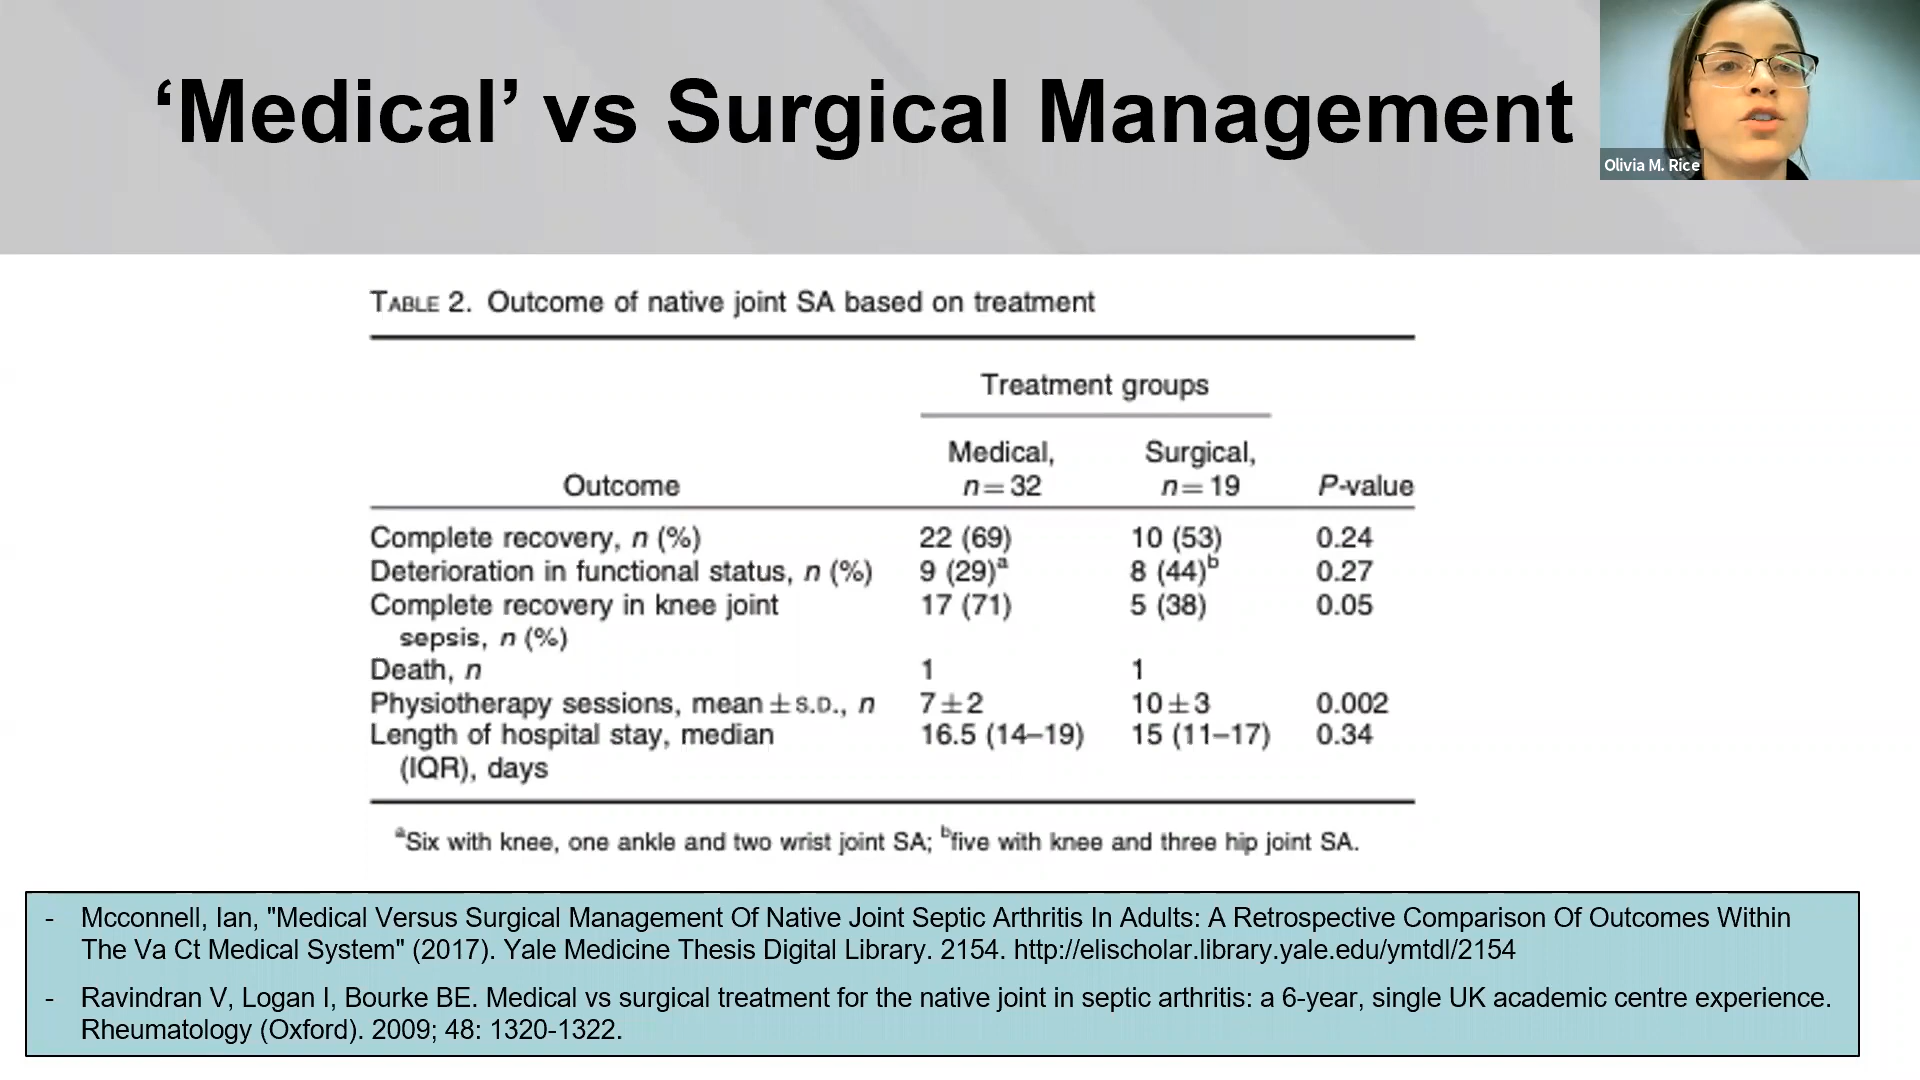 ‘Medical’ vs Surgical Management
Olivia M. Rice
TABLE 2. Outcome of native joint SA based on treatment
Treatment groups
Medical, Surgical,
Outcome n=32 n=19 P-value
Complete recovery, n (%) 22 (69) 10 (53) 0.24
Deterioration in functional status, n (%) 9 (29)ᵃ 8 (44)ᵇ 0.27
Complete recovery in knee joint 17 (71) 5 (38) 0.05
sepsis, n (%)
Death, n 1 1
Physiotherapy sessions, mean ± S.D., n 7±2 10±3 0.002
Length of hospital stay, median 16.5 (14–19) 15 (11–17) 0.34
(IQR), days
ᵃSix with knee, one ankle and two wrist joint SA; ᵇfive with knee and three hip joint SA.
- Mcconnell, Ian, "Medical Versus Surgical Management Of Native Joint Septic Arthritis In Adults: A Retrospective Comparison Of Outcomes Within
The Va Ct Medical System" (2017). Yale Medicine Thesis Digital Library. 2154. http://elischolar.library.yale.edu/ymtdl/2154
- Ravindran V, Logan I, Bourke BE. Medical vs surgical treatment for the native joint in septic arthritis: a 6-year, single UK academic centre experience.
Rheumatology (Oxford). 2009; 48: 1320-1322.